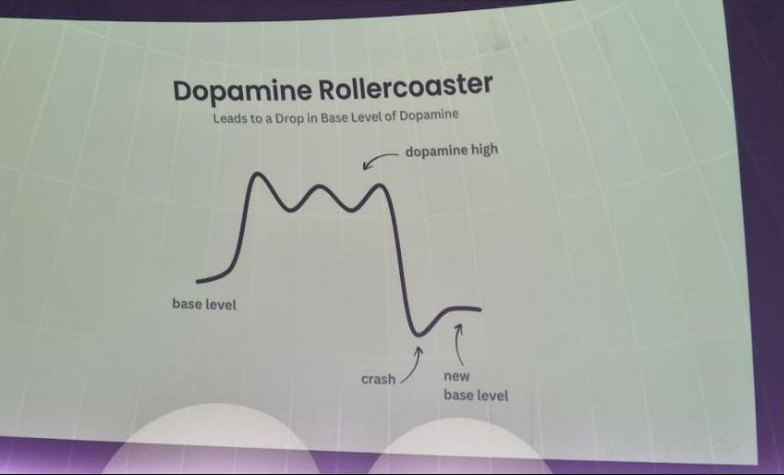 Dopamine Rollercoaster
Leads to a Drop in Base Level of Dopamine
dopamine high
base level
crash
new
base level